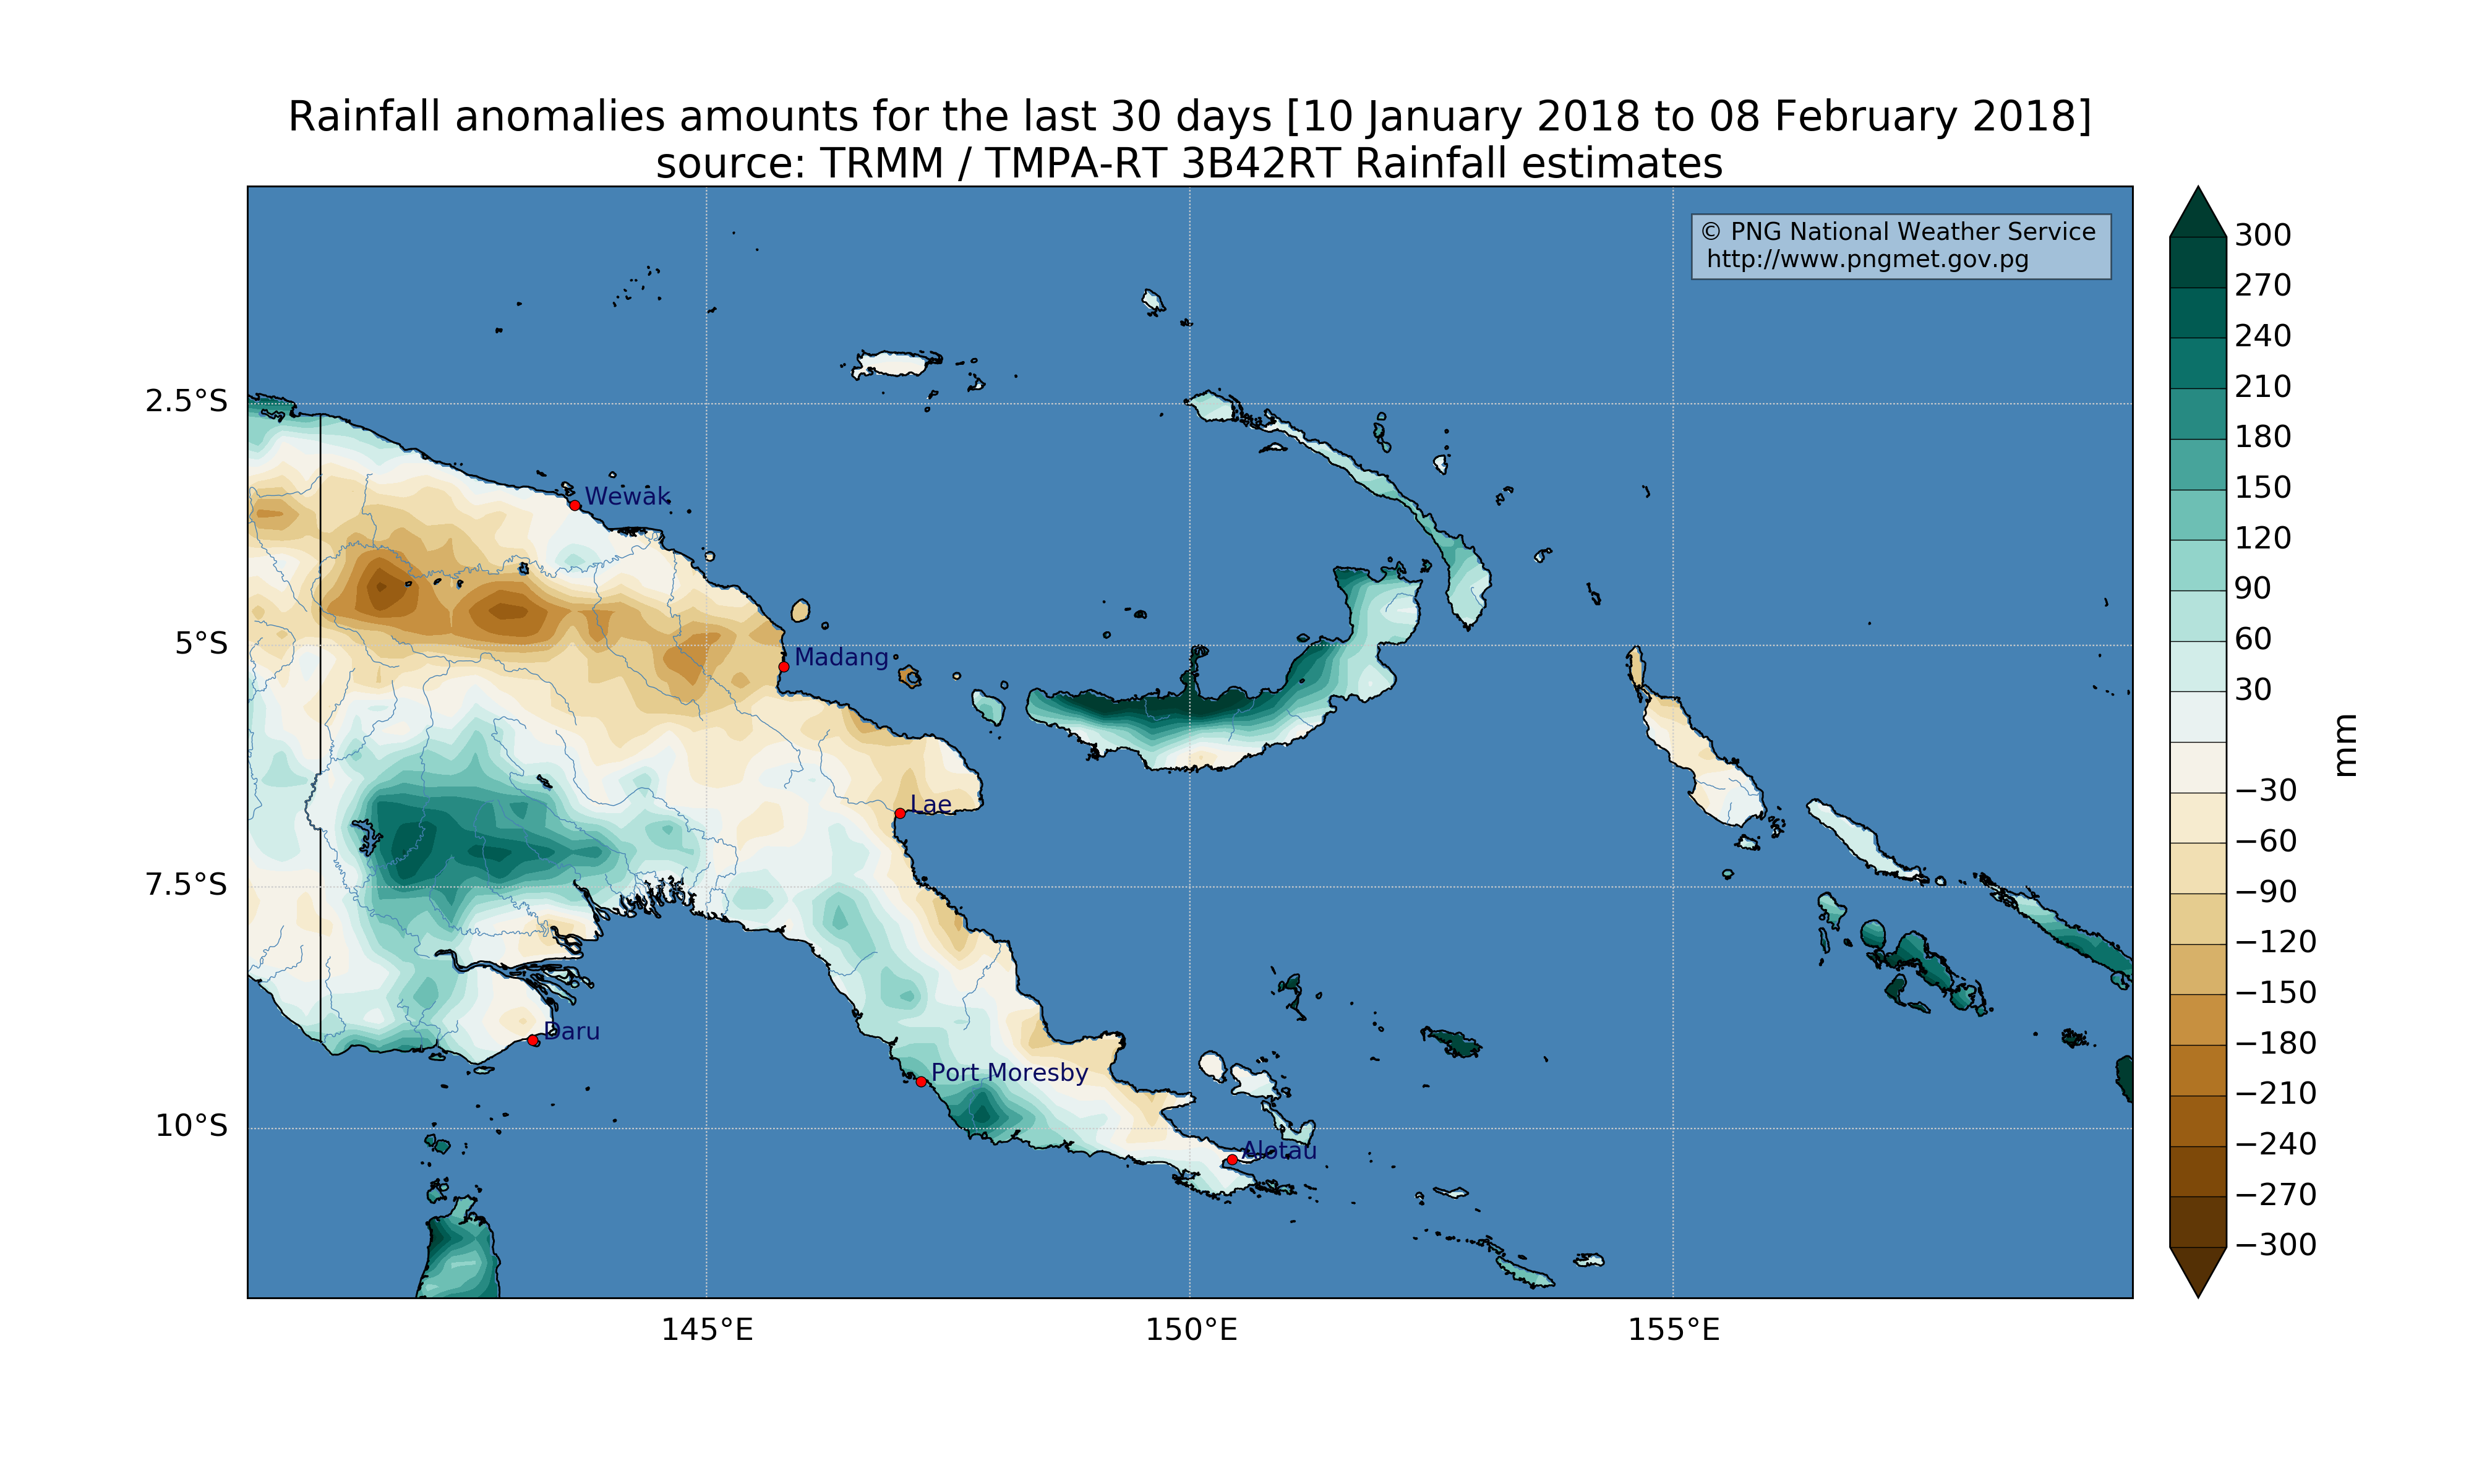 Rainfall anomalies amounts for the last 30 days [10 January 2018 to 08 February 2018]
source: TRMM / TMPA-RT 3B42RT Rainfall estimates
© PNG National Weather Service
http://www.pngmet.gov.pg
2.5°S
5°S
7.5°S
10°S
Wewak
Madang
Lae
Daru
Port Moresby
Alotau
145°E
150°E
155°E
300
270
240
210
180
150
120
90
60
30
−30
−60
−90
−120
−150
−180
−210
−240
−270
−300
mm